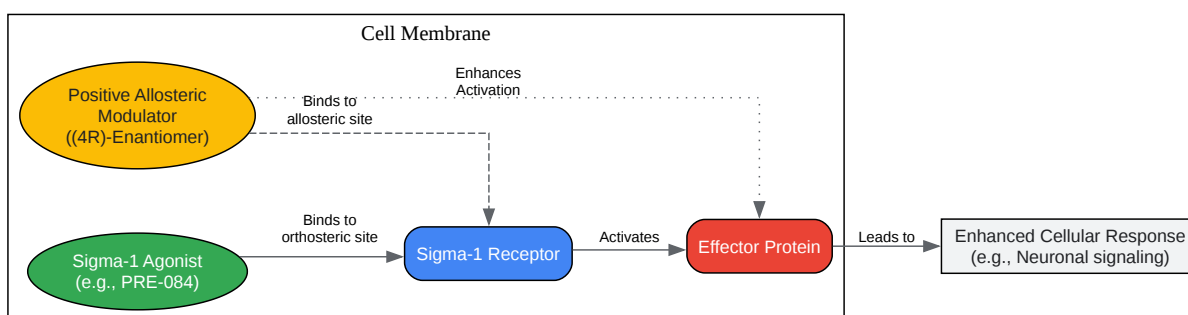 Cell Membrane
Positive Allosteric
Modulator
((4R)-Enantiomer)
Enhances
Activation
Binds to
allosteric site
Sigma-1 Agonist
(e.g., PRE-084)
Binds to
orthosteric site
Sigma-1 Receptor
Activates
Effector Protein
Leads to
Enhanced Cellular Response
(e.g., Neuronal signaling)